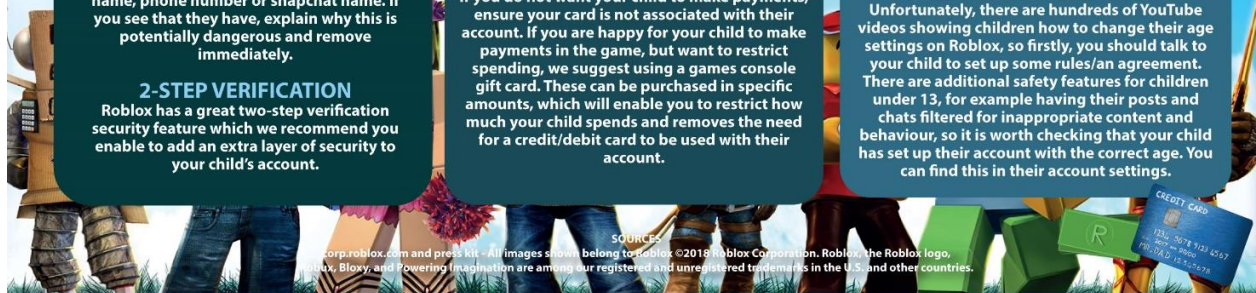 name, phone number or snapchat name. If
you see that they have, explain why this is
potentially dangerous and remove
immediately.
2-STEP VERIFICATION
Roblox has a great two-step verification
security feature which we recommend you
enable to add an extra layer of security to
your child's account.
If you do not want your child to make payments,
ensure your card is not associated with their
account. If you are happy for your child to make
payments in the game, but want to restrict
spending, we suggest using a games console
gift card. These can be purchased in specific
amounts, which will enable you to restrict how
much your child spends and removes the need
for a credit/debit card to be used with their
account.
Unfortunately, there are hundreds of YouTube
videos showing children how to change their age
settings on Roblox, so firstly, you should talk to
your child to set up some rules/an agreement.
There are additional safety features for children
under 13, for example having their posts and
chats filtered for inappropriate content and
behaviour, so it is worth checking that your child
has set up their account with the correct age. You
can find this in their account settings.
CREDIT CARD
R
SOURCES
corp.roblox.com and press kit - All images shown belong to Roblox ©2018 Roblox Corporation. Roblox, the Roblox logo,
Bloxy, and Powering Imagination are among our registered and unregistered trademarks in the U.S. and other countries.